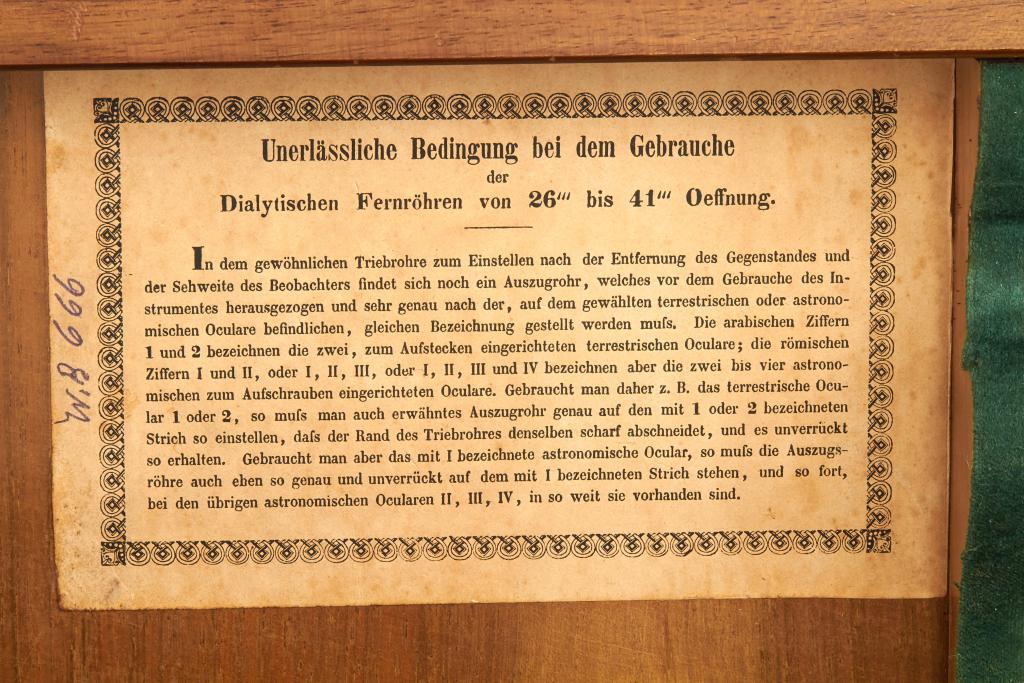 Unerlässliche Bedingung bei dem Gebrauche
der
Dialytischen Fernröhren von 26''' bis 41''' Oeffnung.
In dem gewöhnlichen Triebrohre zum Einstellen nach der Entfernung des Gegenstandes und
der Sehweite des Beobachters findet sich noch ein Auszugrohr, welches vor dem Gebrauche des In-
strumentes herausgezogen und sehr genau nach der, auf dem gewählten terrestrischen oder astrono-
mischen Oculare befindlichen, gleichen Bezeichnung gestellt werden muſs. Die arabischen Ziffern
1 und 2 bezeichnen die zwei, zum Aufstecken eingerichteten terrestrischen Oculare; die römischen
Ziffern I und II, oder I, II, III, oder I, II, III und IV bezeichnen aber die zwei bis vier astrono-
mischen zum Aufschrauben eingerichteten Oculare. Gebraucht man daher z. B. das terrestrische Ocu-
lar 1 oder 2, so muſs man auch erwähntes Auszugrohr genau auf den mit 1 oder 2 bezeichneten
Strich so einstellen, daſs der Rand des Triebrohres denselben scharf abschneidet, und es unverrückt
so erhalten. Gebraucht man aber das mit I bezeichnete astronomische Ocular, so muſs die Auszugs-
röhre auch eben so genau und unverrückt auf dem mit I bezeichneten Strich stehen, und so fort,
bei den übrigen astronomischen Ocularen II, III, IV, in so weit sie vorhanden sind.
W.B 666